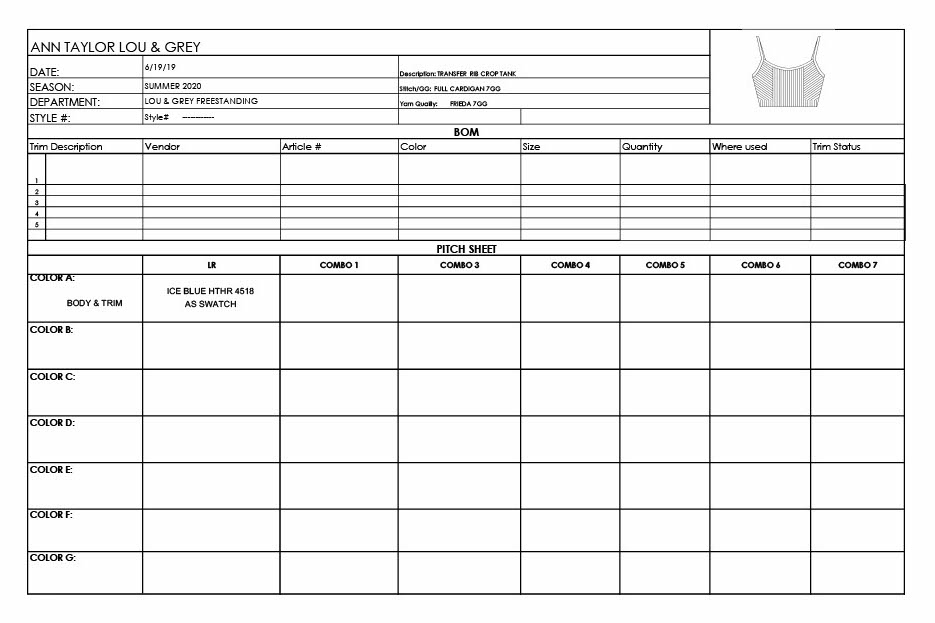 ANN TAYLOR LOU & GREY
DATE: 6/19/19 Description: TRANSFER RIB CROP TANK
SEASON: SUMMER 2020 Stitch/GG: FULL CARDIGAN 7GG
DEPARTMENT: LOU & GREY FREESTANDING Yarn Quality: FRIEDA 7GG
STYLE #: Style# ------------
BOM
Trim Description Vendor Article # Color Size Quantity Where used Trim Status
1
2
3
4
5
PITCH SHEET
LR COMBO 1 COMBO 3 COMBO 4 COMBO 5 COMBO 6 COMBO 7
COLOR A:
ICE BLUE HTHR 4518
BODY & TRIM AS SWATCH
COLOR B:
COLOR C:
COLOR D:
COLOR E:
COLOR F:
COLOR G: